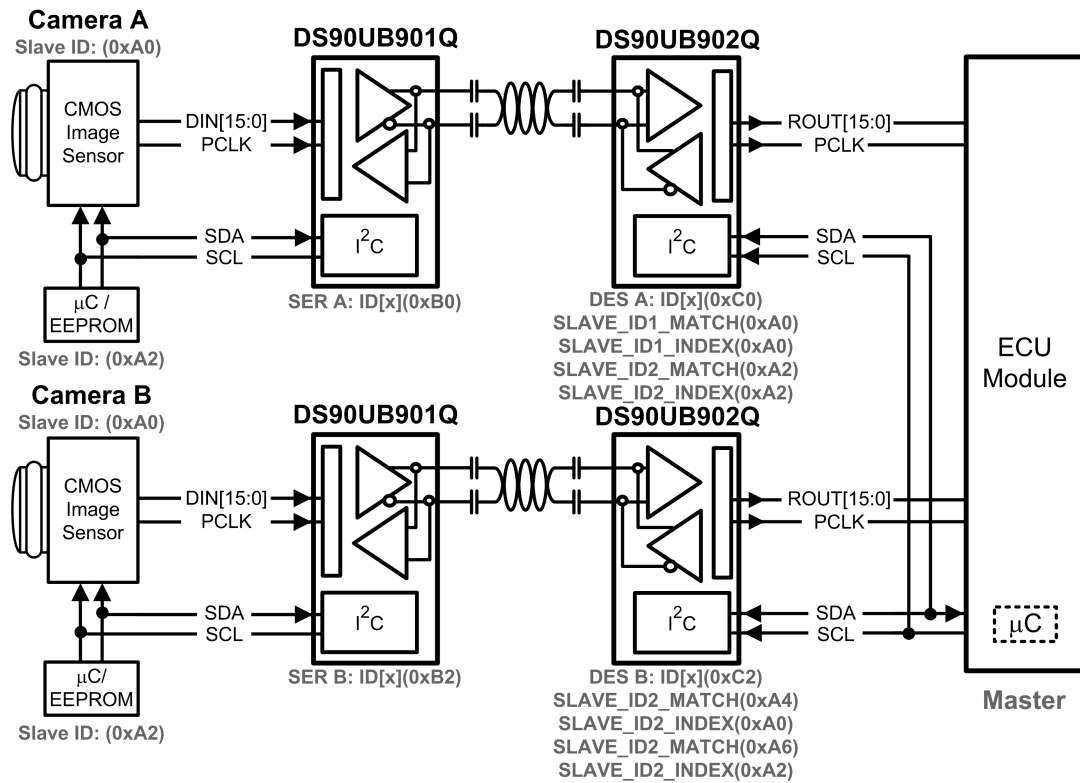 Camera A
Slave ID: (0xA0)
CMOS
Image
Sensor
DIN[15:0]
PCLK
SDA
SCL
µC /
EEPROM
Slave ID: (0xA2)
DS90UB901Q
I2C
SER A: ID[x](0xB0)
DS90UB902Q
I2C
ROUT[15:0]
PCLK
SDA
SCL
DES A: ID[x](0xC0)
SLAVE_ID1_MATCH(0xA0)
SLAVE_ID1_INDEX(0xA0)
SLAVE_ID2_MATCH(0xA2)
SLAVE_ID2_INDEX(0xA2)
Camera B
Slave ID: (0xA0)
CMOS
Image
Sensor
DIN[15:0]
PCLK
SDA
SCL
µC/
EEPROM
Slave ID: (0xA2)
DS90UB901Q
I2C
SER B: ID[x](0xB2)
DS90UB902Q
I2C
ROUT[15:0]
PCLK
SDA
SCL
DES B: ID[x](0xC2)
SLAVE_ID2_MATCH(0xA4)
SLAVE_ID2_INDEX(0xA0)
SLAVE_ID2_MATCH(0xA6)
SLAVE_ID2_INDEX(0xA2)
ECU
Module
µC
Master